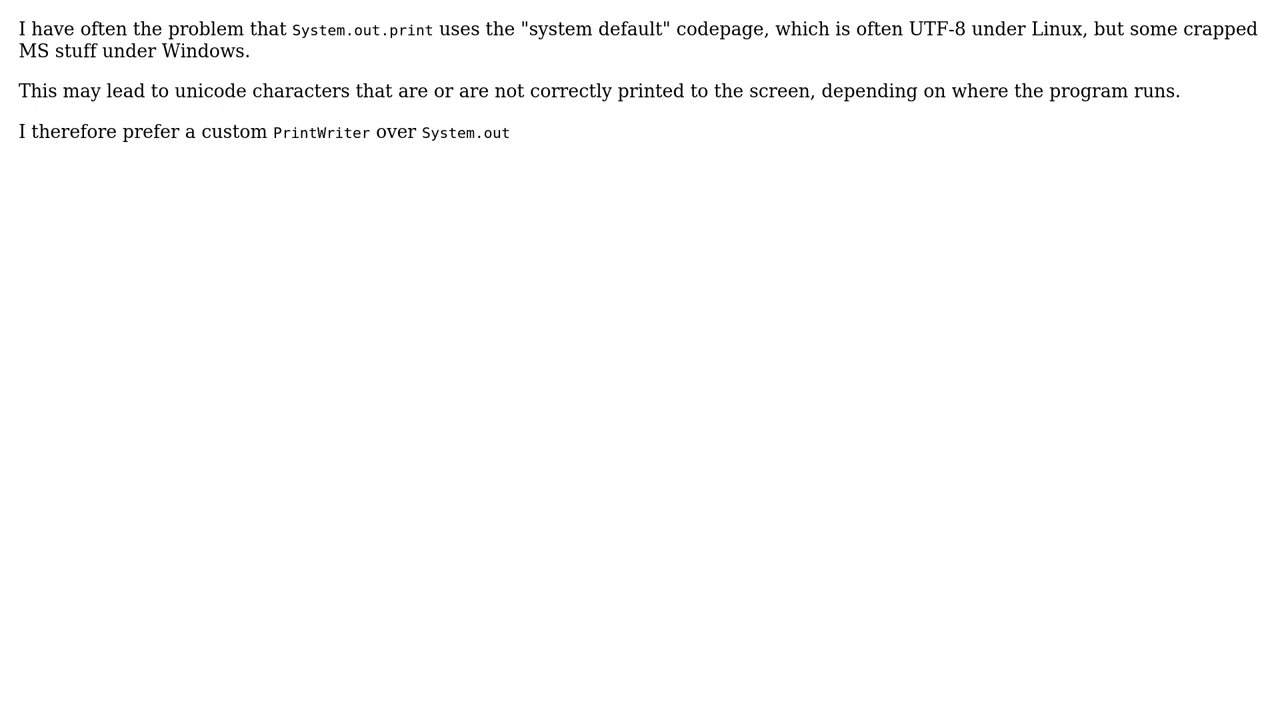 I have often the problem that System.out.print uses the "system default" codepage, which is often UTF-8 under Linux, but some crapped
MS stuff under Windows.
This may lead to unicode characters that are or are not correctly printed to the screen, depending on where the program runs.
I therefore prefer a custom PrintWriter over System.out